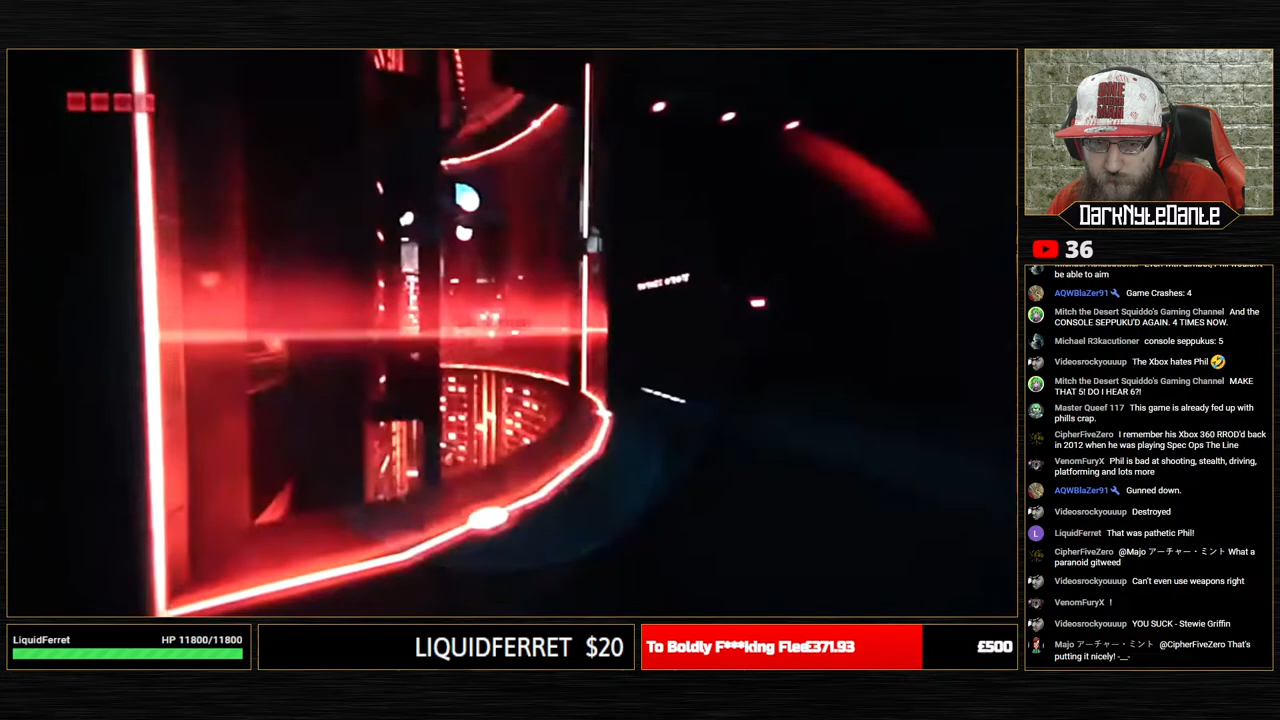 ONE
MAN
DarkNyteDante
36
be able to aim
AQWBlaZer91 Game Crashes: 4
Mitch the Desert Squiddo's Gaming Channel And the
CONSOLE SEPPUKU'D AGAIN. 4 TIMES NOW.
Michael R3kacutioner console seppukus: 5
Videosrockyouuup The Xbox hates Phil 🤣
Mitch the Desert Squiddo's Gaming Channel MAKE
THAT 5! DO I HEAR 6?!
Master Queef 117 This game is already fed up with
phills crap.
CipherFiveZero I remember his Xbox 360 RROD'd back
in 2012 when he was playing Spec Ops The Line
VenomFuryX Phil is bad at shooting, stealth, driving,
platforming and lots more
AQWBlaZer91 Gunned down.
Videosrockyouuup Destroyed
L
LiquidFerret That was pathetic Phil!
CipherFiveZero @Majo アーチャー・ミント What a
paranoid gitweed
Videosrockyouuup Can't even use weapons right
VenomFuryX !
Videosrockyouuup YOU SUCK - Stewie Griffin
Majo アーチャー・ミント @CipherFiveZero That's
putting it nicely! -__-
LiquidFerret HP 11800/11800
LIQUIDFERRET $20
To Boldly F***king Flee£371.93 £500